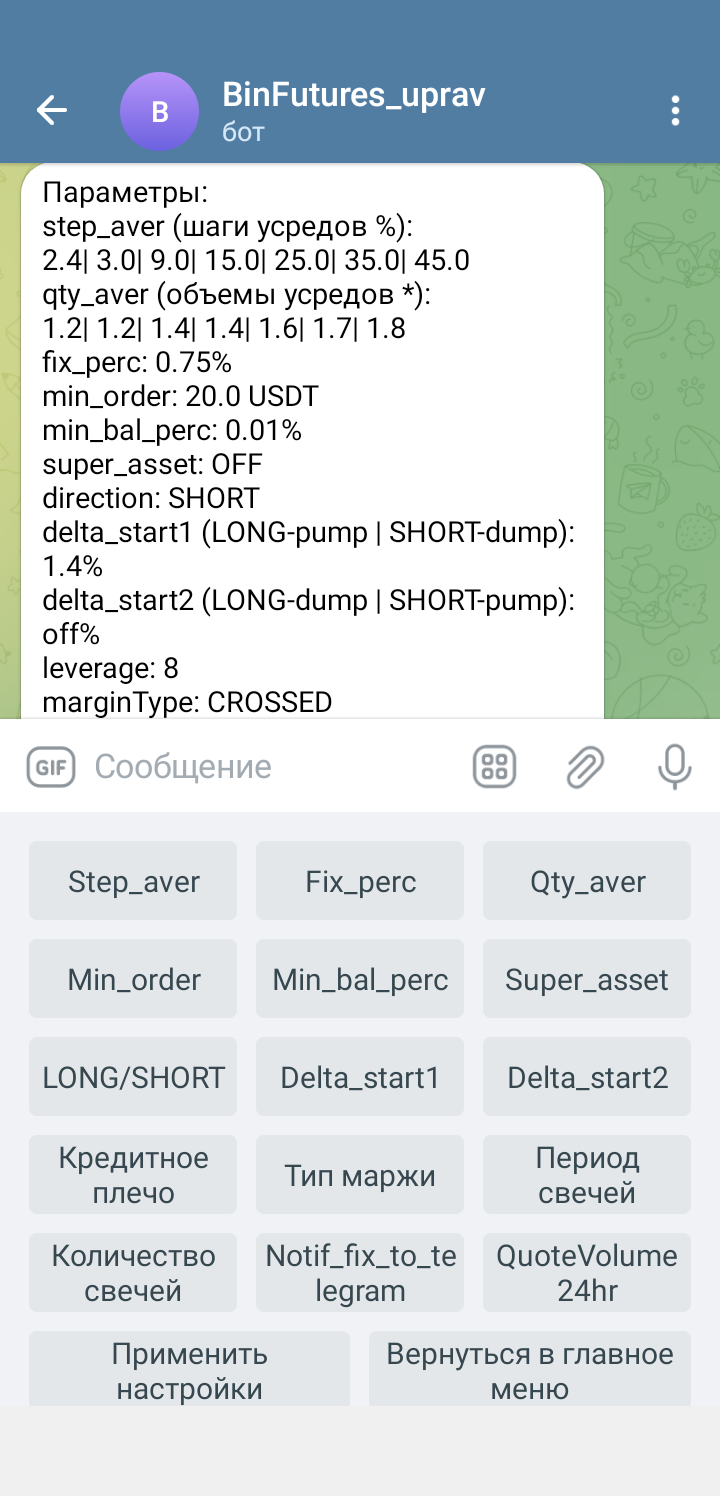 BinFutures_uprav
B
бот
Параметры:
step_aver (шаги усредов %):
2.4| 3.0| 9.0| 15.0| 25.0| 35.0| 45.0
qty_aver (объемы усредов *):
1.2| 1.2| 1.4| 1.4| 1.6| 1.7| 1.8
fix_perc: 0.75%
min_order: 20.0 USDT
min_bal_perc: 0.01%
super_asset: OFF
direction: SHORT
delta_start1 (LONG-pump | SHORT-dump):
1.4%
delta_start2 (LONG-dump | SHORT-pump):
off%
leverage: 8
marginType: CROSSED
GIF Сообщение
Step_aver Fix_perc Qty_aver
Min_order Min_bal_perc Super_asset
LONG/SHORT Delta_start1 Delta_start2
Кредитное
плечо
Тип маржи
Период
свечей
Количество
свечей
Notif_fix_to_te
legram
QuoteVolume
24hr
Применить
настройки
Вернуться в главное
меню